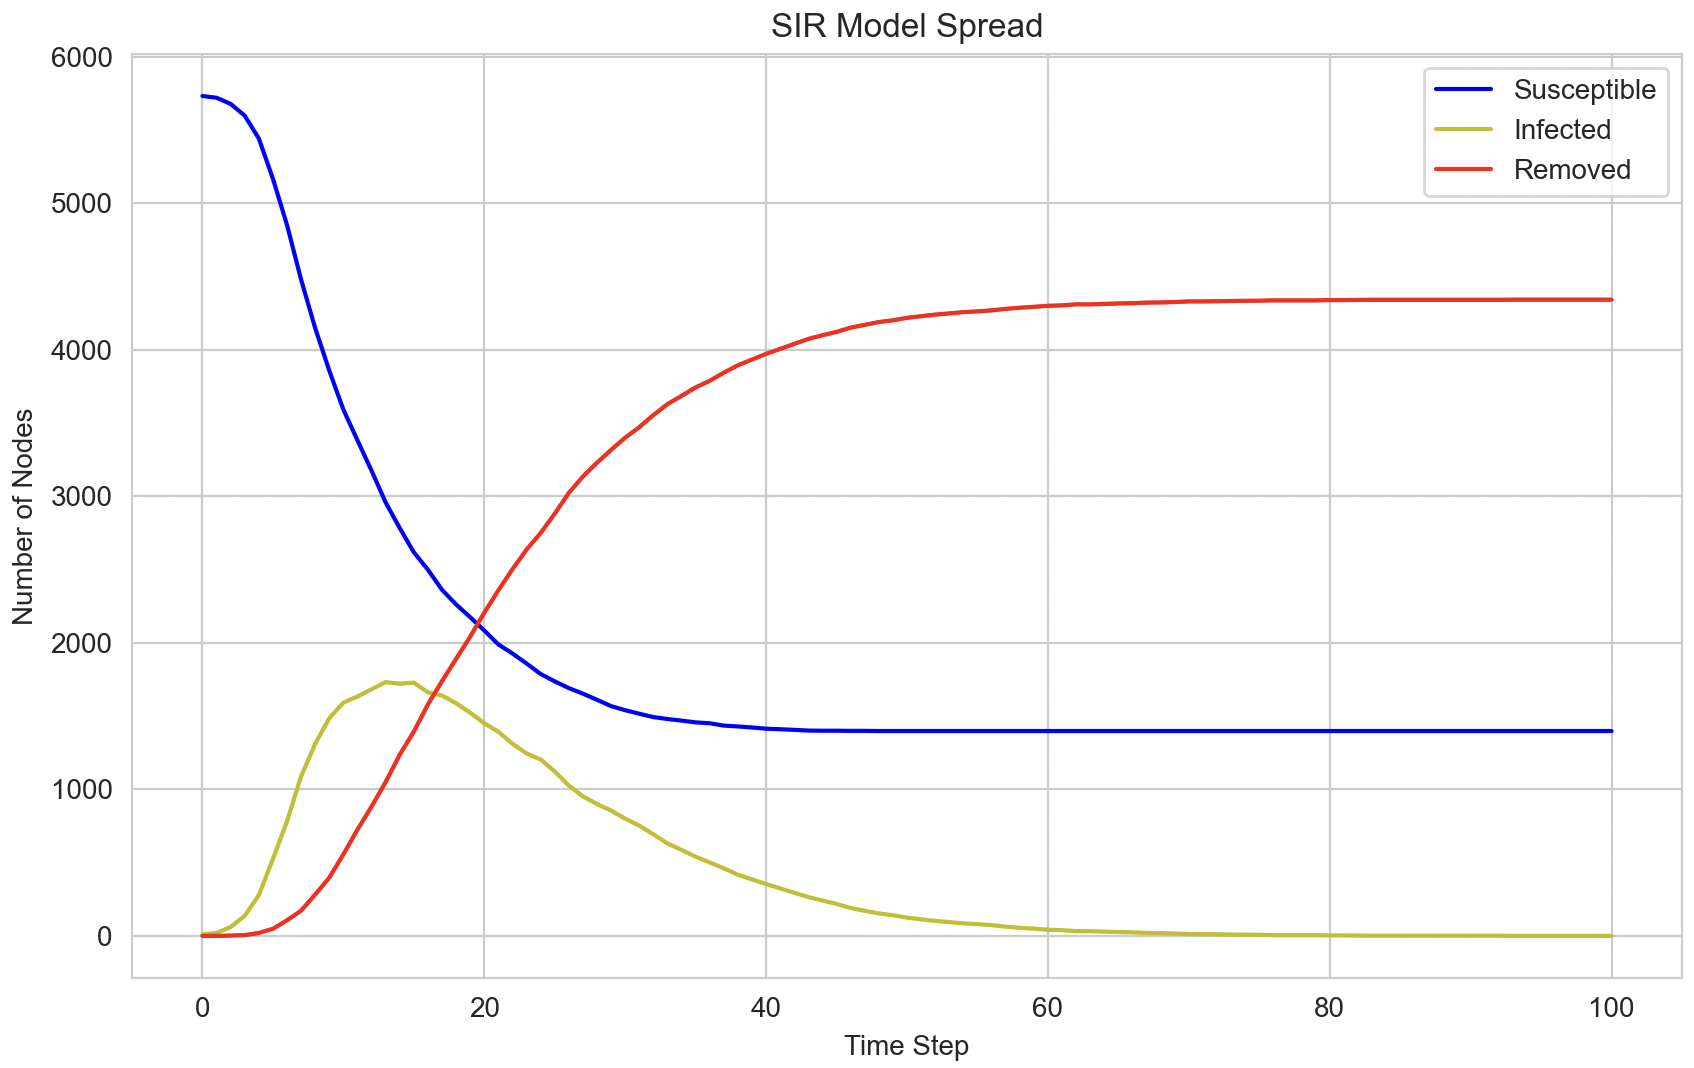 SIR Model Spread
Susceptible
Infected
Removed
Number of Nodes
6000
5000
4000
3000
2000
1000
0
0 20 40 60 80 100
Time Step